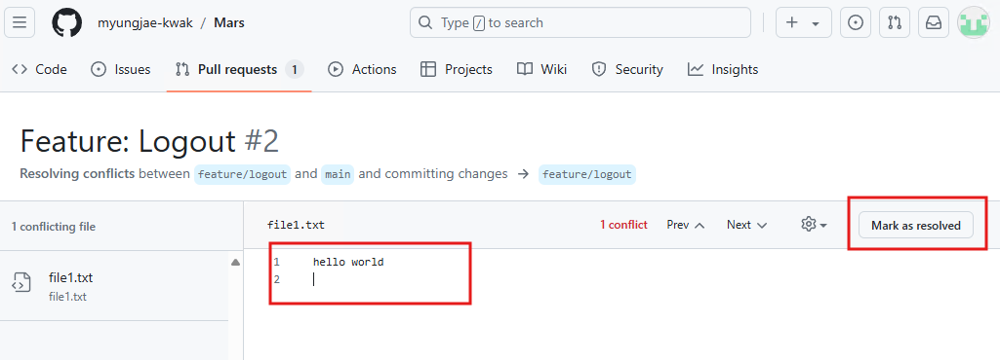 myungjae-kwak / Mars
Type / to search
Code
Issues
Pull requests 1
Actions
Projects
Wiki
Security
Insights
Feature: Logout #2
Resolving conflicts between feature/logout and main and committing changes → feature/logout
1 conflicting file
file1.txt
file1.txt
file1.txt
1 conflict
Prev
Next
Mark as resolved
1 hello world
2